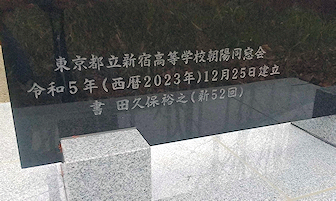 東京都立新宿高等学校朝陽同窓会
令和5年(西暦2023年)12月25日建立
書 田久保裕之(新52回)